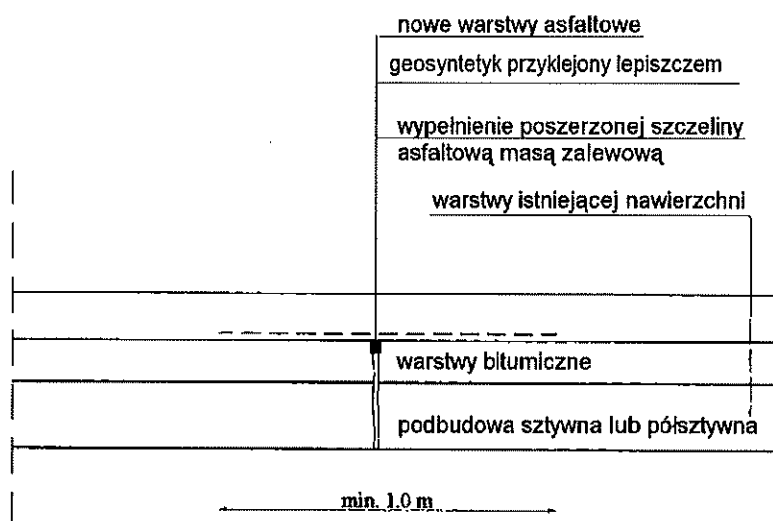 nowe warstwy asfaltowe
geosyntetyk przyklejony lepiszczem
wypełnienie poszerzonej szczeliny
asfaltową masą zalewową
warstwy istniejącej nawierzchni
warstwy bitumiczne
podbudowa sztywna lub półsztywna
min. 1.0 m